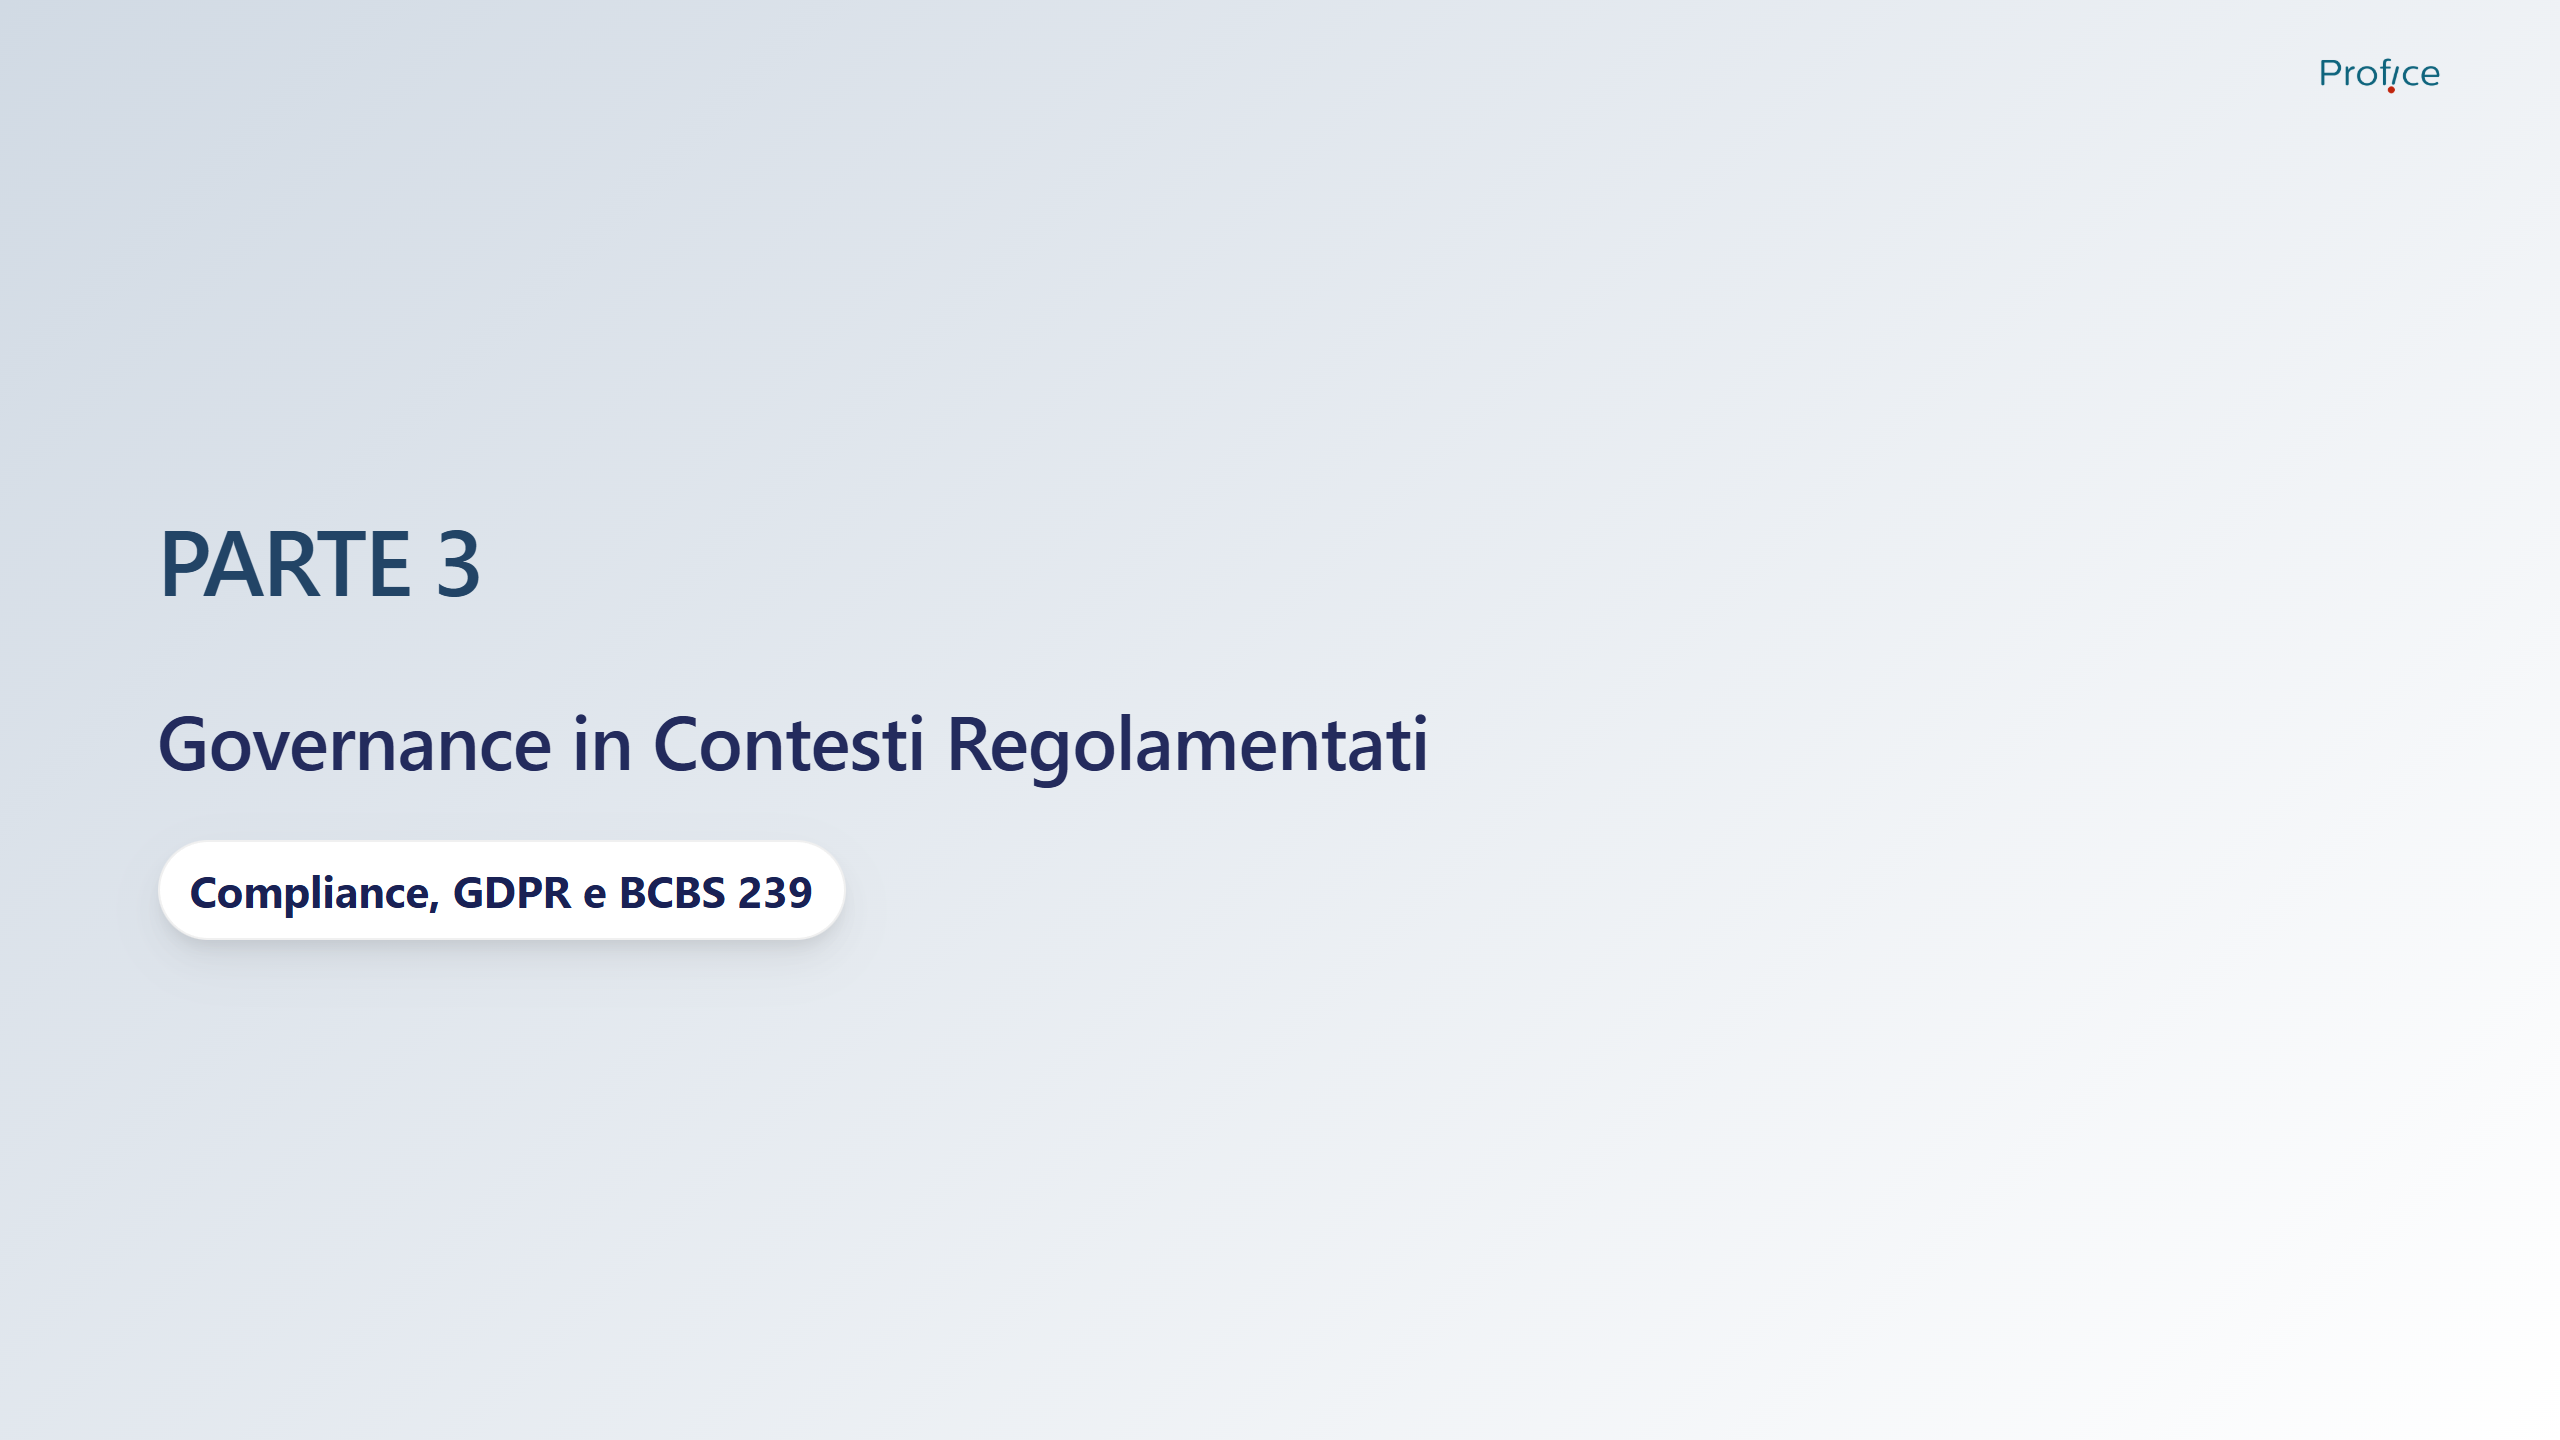 Profice
PARTE 3
Governance in Contesti Regolamentati
Compliance, GDPR e BCBS 239